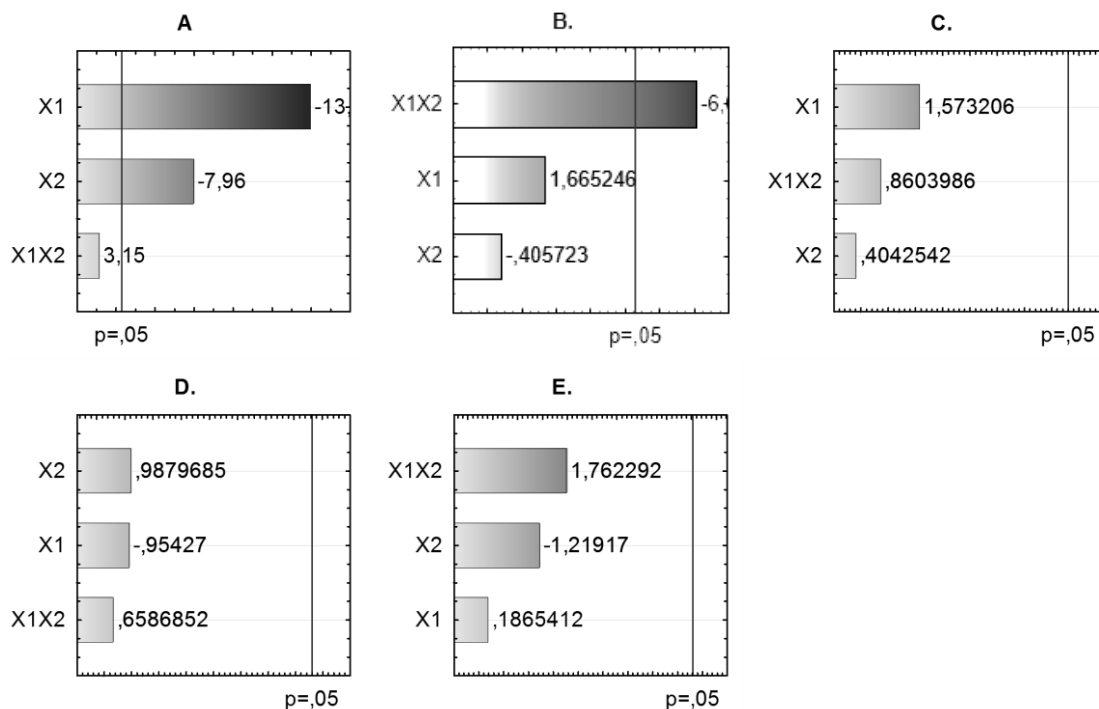 A
X1
-13
X2
-7,96
X1X2
3,15
p=,05
B.
X1X2
-6,
X1
1,665246
X2
-,405723
p=,05
C.
X1
1,573206
X1X2
,8603986
X2
,4042542
p=,05
D.
X2
,9879685
X1
-,95427
X1X2
,6586852
p=,05
E.
X1X2
1,762292
X2
-1,21917
X1
,1865412
p=,05